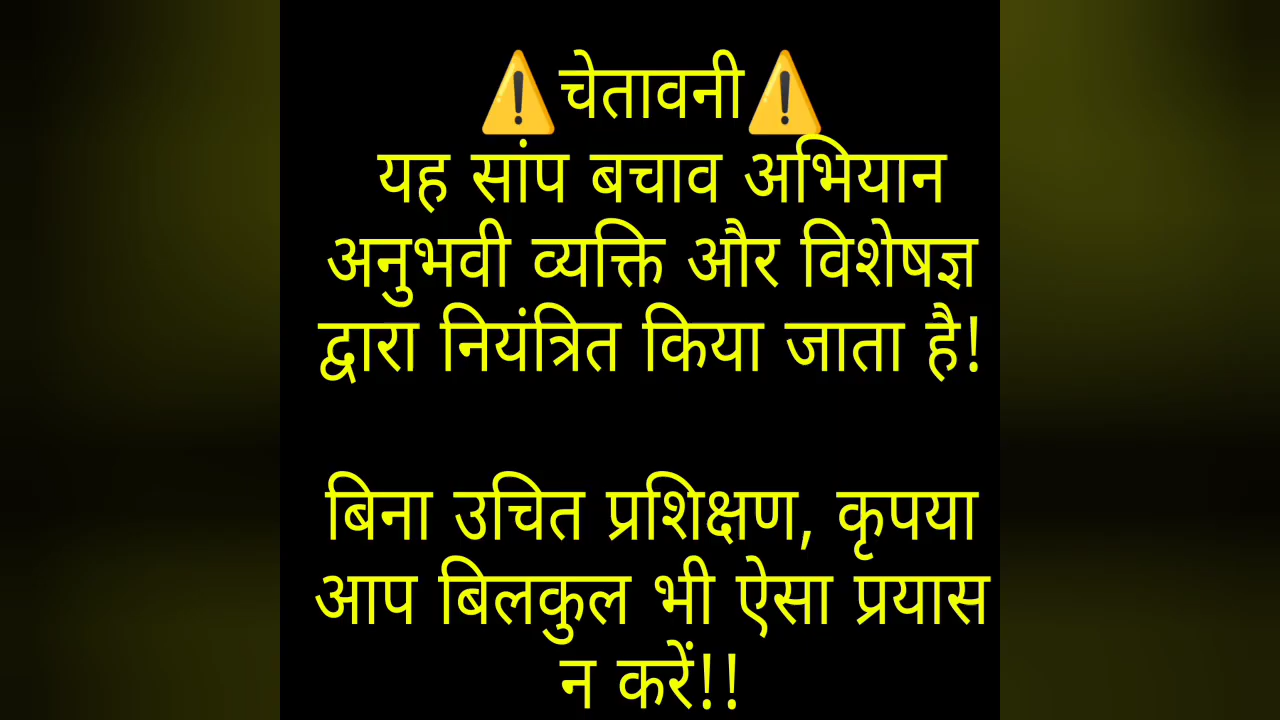 ⚠️चेतावनी⚠️
यह सांप बचाव अभियान
अनुभवी व्यक्ति और विशेषज्ञ
द्वारा नियंत्रित किया जाता है!
बिना उचित प्रशिक्षण, कृपया
आप बिलकुल भी ऐसा प्रयास
न करें!!